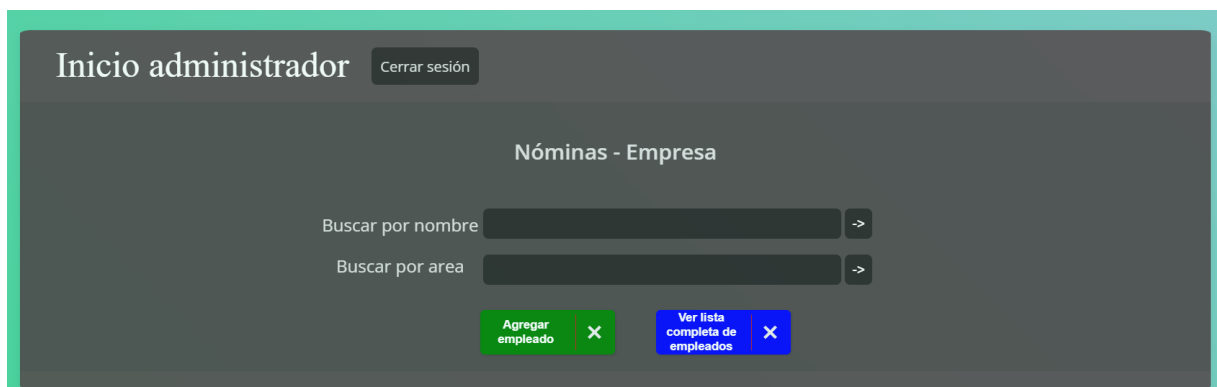 Inicio administrador Cerrar sesión
Nóminas - Empresa
Buscar por nombre ->
Buscar por area ->
Agregar
empleado ✕
Ver lista
completa de
empleados ✕